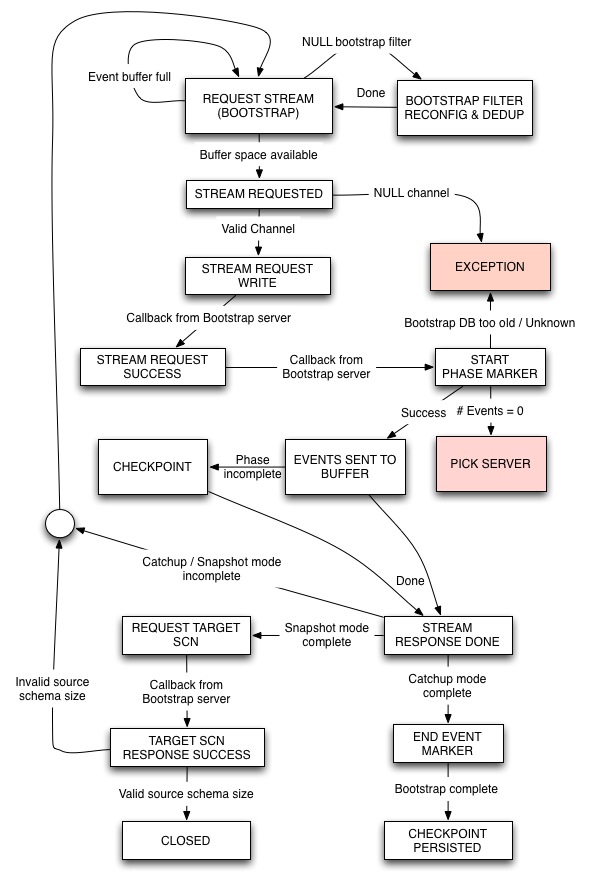 NULL bootstrap filter
Event buffer full
REQUEST STREAM
(BOOTSTRAP)
Done
BOOTSTRAP FILTER
RECONFIG & DEDUP
Buffer space available
STREAM REQUESTED
NULL channel
Valid Channel
STREAM REQUEST
WRITE
EXCEPTION
Callback from Bootstrap server
Bootstrap DB too old / Unknown
STREAM REQUEST
SUCCESS
Callback from
Bootstrap server
START
PHASE MARKER
Success
# Events = 0
CHECKPOINT
Phase
incomplete
EVENTS SENT TO
BUFFER
PICK SERVER
Catchup / Snapshot mode
incomplete
Done
REQUEST TARGET
SCN
Snapshot mode
complete
STREAM
RESPONSE DONE
Invalid source
schema size
Callback from
Bootstrap server
Catchup mode
complete
TARGET SCN
RESPONSE SUCCESS
END EVENT
MARKER
Valid source schema size
Bootstrap complete
CLOSED
CHECKPOINT
PERSISTED